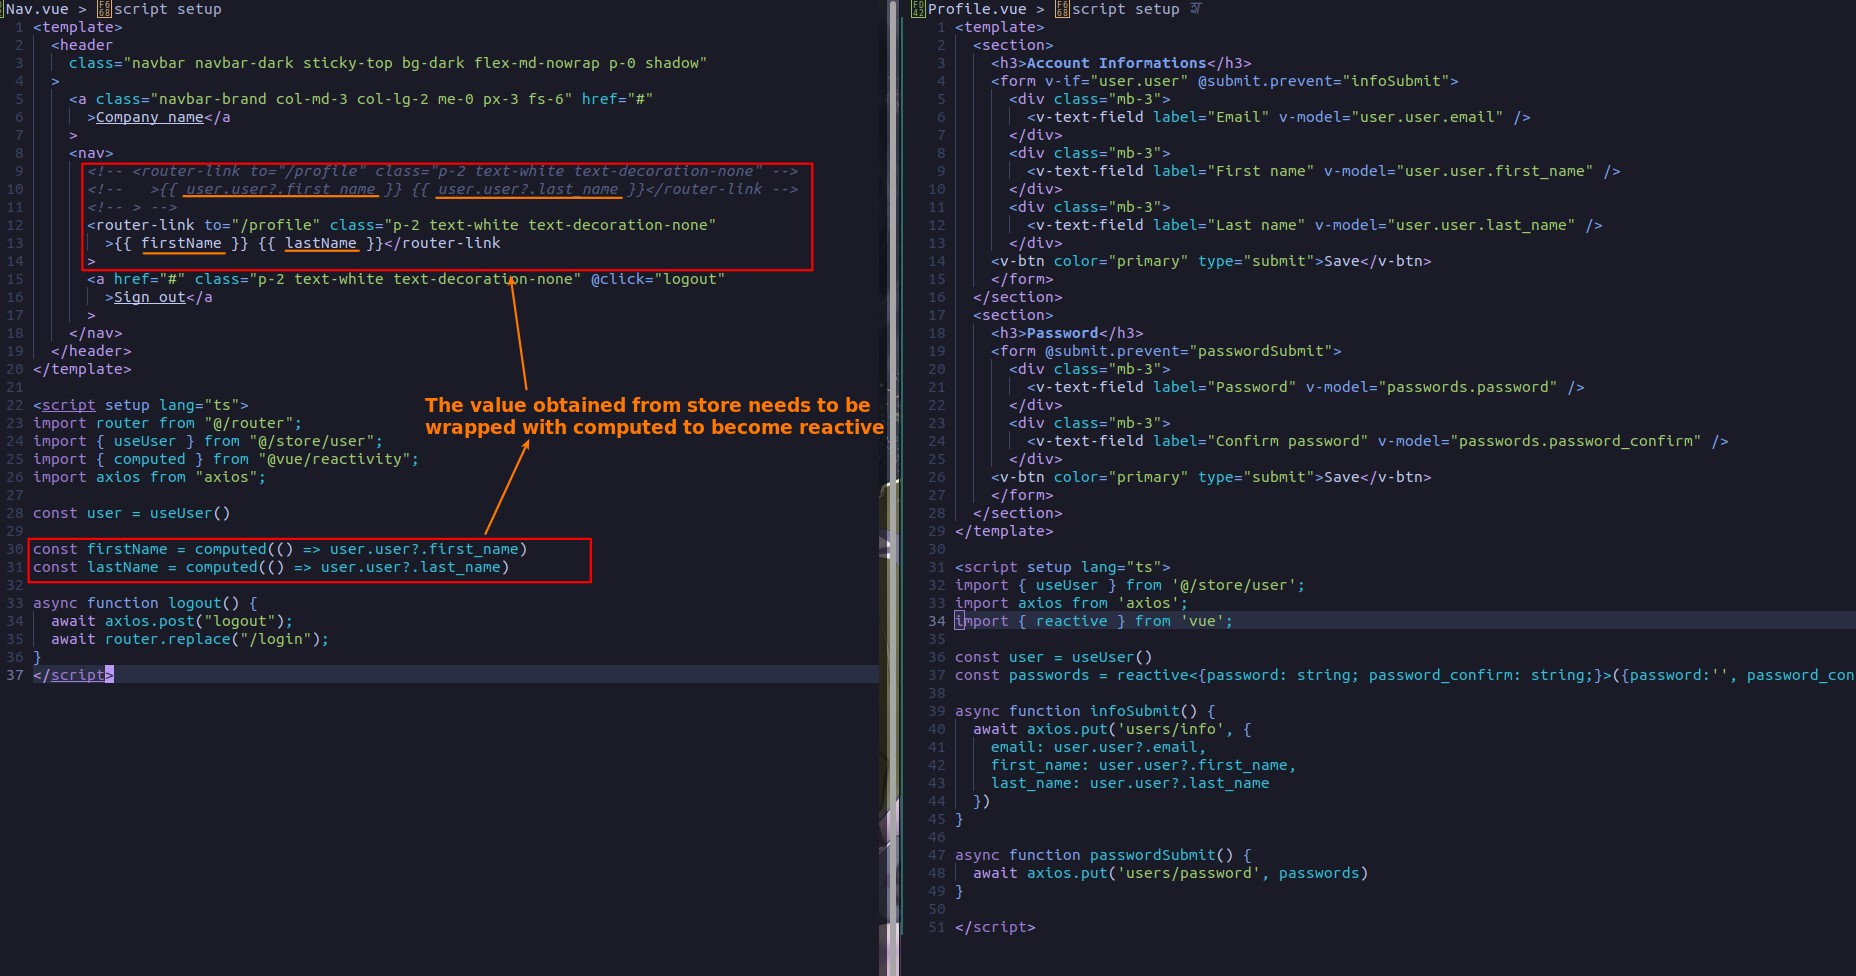 Nav.vue > script setup
1 <template>
2 <header
3 class="navbar navbar-dark sticky-top bg-dark flex-md-nowrap p-0 shadow"
4 >
5 <a class="navbar-brand col-md-3 col-lg-2 me-0 px-3 fs-6" href="#"
6 >Company name</a
7 >
8 <nav>
9 <!-- <router-link to="/profile" class="p-2 text-white text-decoration-none" -->
10 <!-- >{{ user.user?.first_name }} {{ user.user?.last_name }}</router-link -->
11 <!-- > -->
12 <router-link to="/profile" class="p-2 text-white text-decoration-none"
13 >{{ firstName }} {{ lastName }}</router-link
14 >
15 <a href="#" class="p-2 text-white text-decoration-none" @click="logout"
16 >Sign out</a
17 >
18 </nav>
19 </header>
20 </template>
21
22 <script setup lang="ts">
23 import router from "@/router";
24 import { useUser } from "@/store/user";
25 import { computed } from "@vue/reactivity";
26 import axios from "axios";
27
28 const user = useUser()
29
30 const firstName = computed(() => user.user?.first_name)
31 const lastName = computed(() => user.user?.last_name)
32
33 async function logout() {
34 await axios.post("logout");
35 await router.replace("/login");
36 }
37 </script>
The value obtained from store needs to be
wrapped with computed to become reactive
Profile.vue > script setup
1 <template>
2 <section>
3 <h3>Account Informations</h3>
4 <form v-if="user.user" @submit.prevent="infoSubmit">
5 <div class="mb-3">
6 <v-text-field label="Email" v-model="user.user.email" />
7 </div>
8 <div class="mb-3">
9 <v-text-field label="First name" v-model="user.user.first_name" />
10 </div>
11 <div class="mb-3">
12 <v-text-field label="Last name" v-model="user.user.last_name" />
13 </div>
14 <v-btn color="primary" type="submit">Save</v-btn>
15 </form>
16 </section>
17 <section>
18 <h3>Password</h3>
19 <form @submit.prevent="passwordSubmit">
20 <div class="mb-3">
21 <v-text-field label="Password" v-model="passwords.password" />
22 </div>
23 <div class="mb-3">
24 <v-text-field label="Confirm password" v-model="passwords.password_confirm" />
25 </div>
26 <v-btn color="primary" type="submit">Save</v-btn>
27 </form>
28 </section>
29 </template>
30
31 <script setup lang="ts">
32 import { useUser } from '@/store/user';
33 import axios from 'axios';
34 import { reactive } from 'vue';
35
36 const user = useUser()
37 const passwords = reactive<{password: string; password_confirm: string;}>({password:'', password_con
38
39 async function infoSubmit() {
40 await axios.put('users/info', {
41 email: user.user?.email,
42 first_name: user.user?.first_name,
43 last_name: user.user?.last_name
44 })
45 }
46
47 async function passwordSubmit() {
48 await axios.put('users/password', passwords)
49 }
50
51 </script>